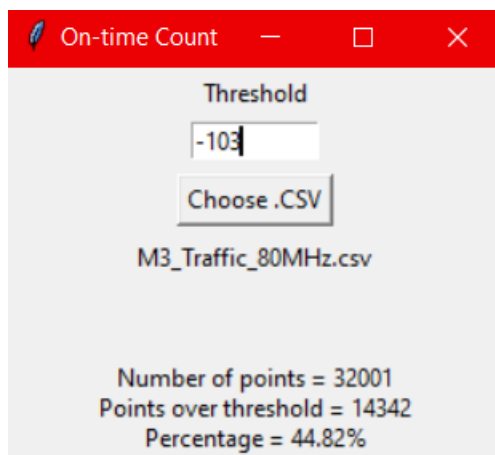 On-time Count
Threshold
-103
Choose .CSV
M3_Traffic_80MHz.csv
Number of points = 32001
Points over threshold = 14342
Percentage = 44.82%